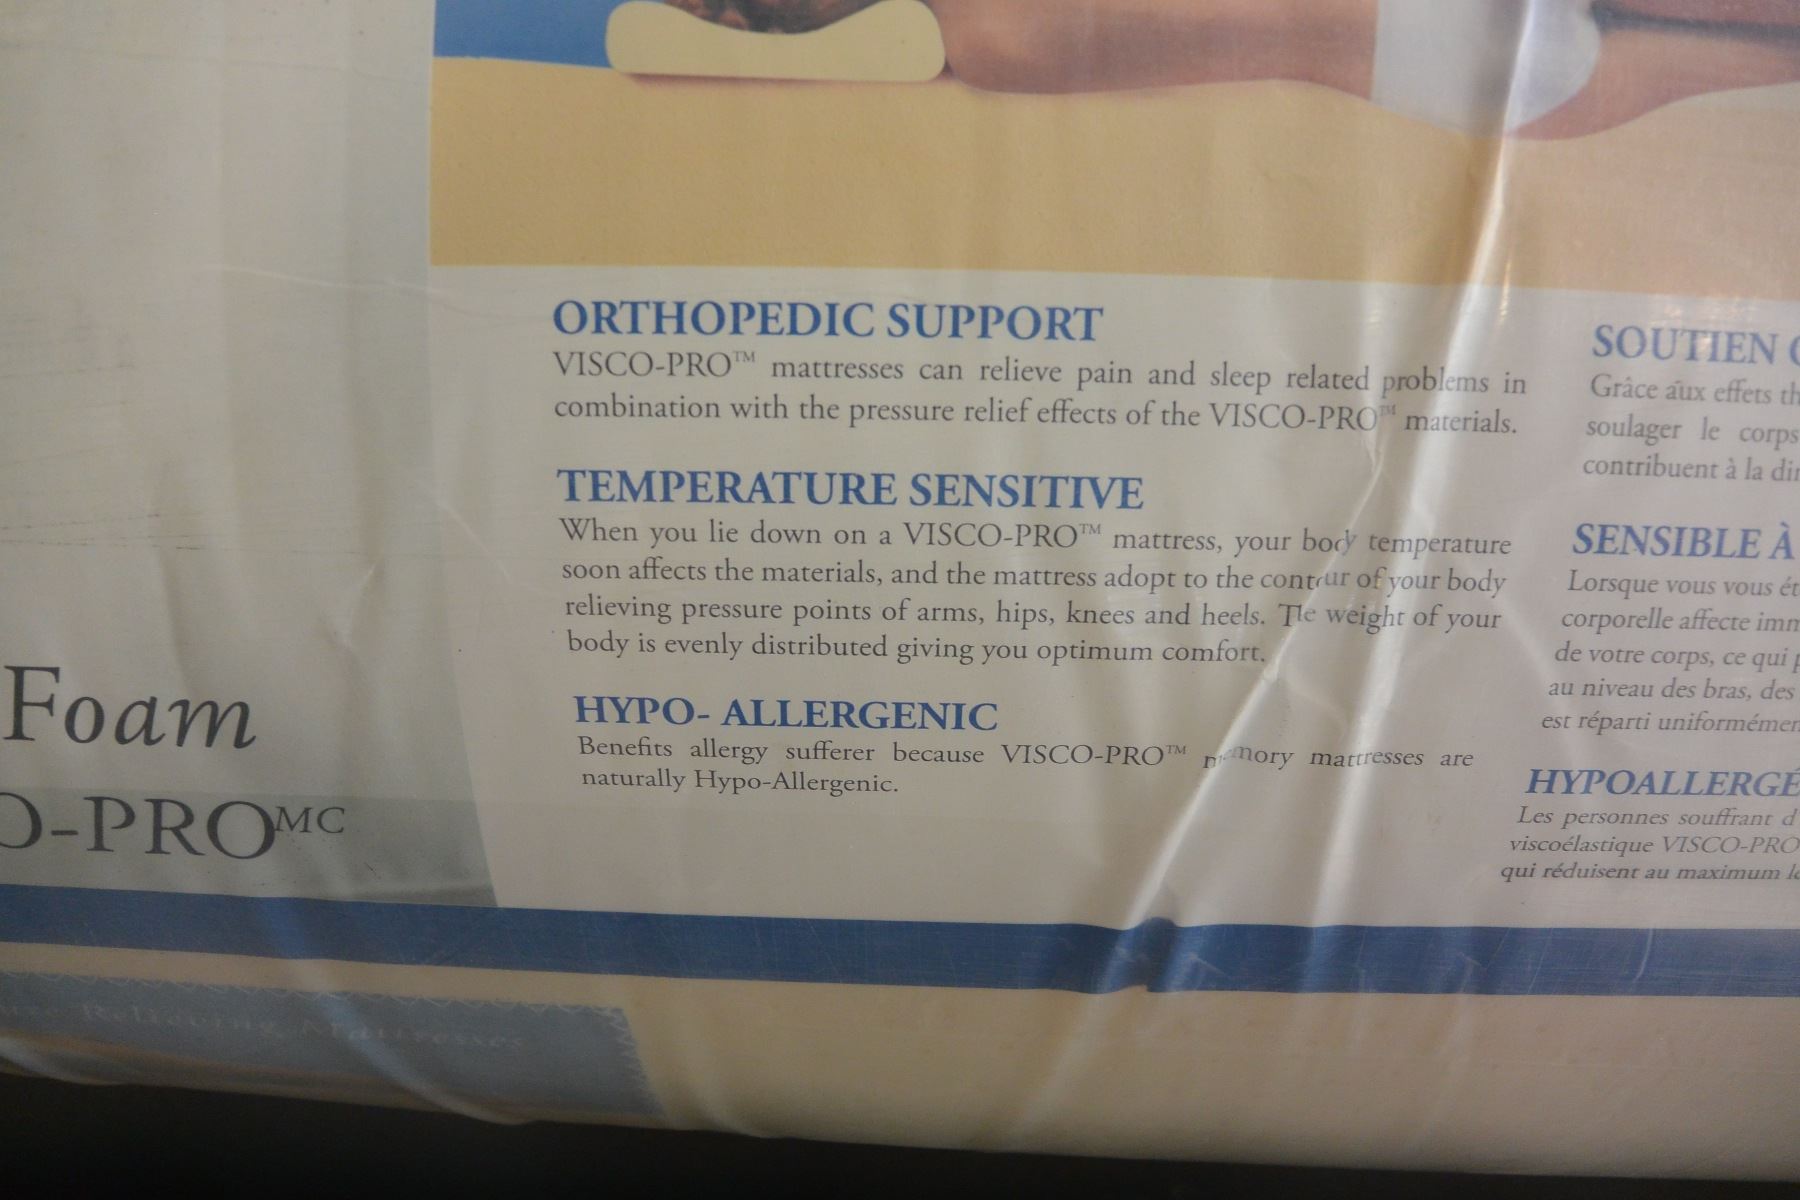 ORTHOPEDIC SUPPORT
VISCO-PRO™ mattresses can relieve pain and sleep related problems in
combination with the pressure relief effects of the VISCO-PRO™ materials.
TEMPERATURE SENSITIVE
When you lie down on a VISCO-PRO™ mattress, your body temperature
soon affects the materials, and the mattress adopt to the contour of your body
relieving pressure points of arms, hips, knees and heels. The weight of your
body is evenly distributed giving you optimum comfort.
HYPO- ALLERGENIC
Benefits allergy sufferer because VISCO-PRO™ memory mattresses are
naturally Hypo-Allergenic.
SOUTIEN
Grâce aux effets
soulager le corps
contribuent à la
SENSIBLE À
Lorsque vous vous
corporelle affecte
de votre corps, ce qui
au niveau des bras, des
est réparti
Les personnes souffrant
viscoélastique VISCO-PRO
qui réduisent au maximum
Foam
O-PROMC
Relieving Mattresses